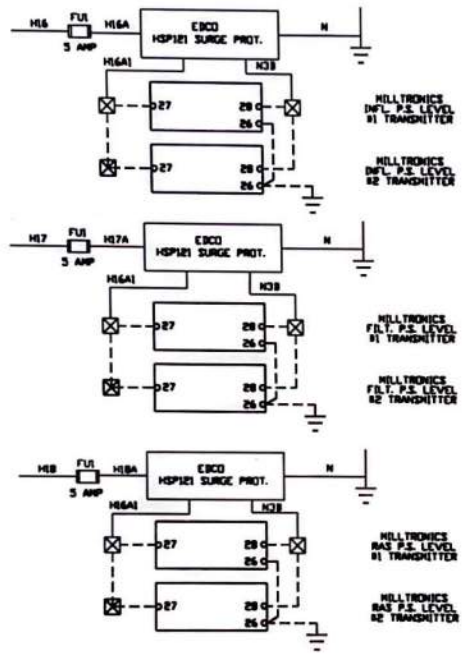 H16 FU1 H16A
5 AMP
EDCO
HSP121 SURGE PROT.
N
H16A1
N3B
27
28
26
27
28
26
MILLTRONICS
INFL. P.S. LEVEL
#1 TRANSMITTER
MILLTRONICS
INFL. P.S. LEVEL
#2 TRANSMITTER
H17 FU1 H17A
5 AMP
EDCO
HSP121 SURGE PROT.
N
H16A1
N3B
27
28
26
27
28
26
MILLTRONICS
FILT. P.S. LEVEL
#1 TRANSMITTER
MILLTRONICS
FILT. P.S. LEVEL
#2 TRANSMITTER
H18 FU1 H18A
5 AMP
EDCO
HSP121 SURGE PROT.
N
H16A1
N3B
27
28
26
27
28
26
MILLTRONICS
RAS P.S. LEVEL
#1 TRANSMITTER
MILLTRONICS
RAS P.S. LEVEL
#2 TRANSMITTER